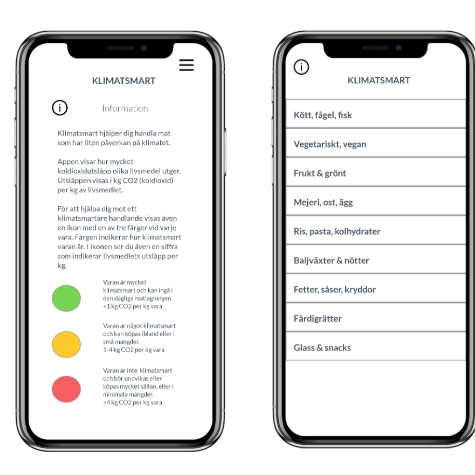 KLIMATSMART
Information
Klimatsmart hjälper dig handla mat
som har liten påverkan på klimatet.
Appen visar hur mycket
koldioxidutsläpp olika livsmedel utger.
Utsläppen visas i kg CO2 (koldioxid)
per kg av livsmedlet.
För att hjälpa dig mot ett
klimatsmartare handlande visas även
en ikon med en av tre färger vid varje
vara. Färgen indikerar hur klimatsmart
varan är. I ikonen ser du även en siffra
som indikerar livsmedlets utsläpp per
kg.
Varan är mycket
klimatsmart och kan ingå i
den dagliga matlagningen.
<1 kg CO2 per kg vara
Varan är något klimatsmart
och kan köpas ibland eller i
små mängder.
1-4 kg CO2 per kg vara
Varan är inte klimatsmart
och bör undvikas eller
köpas mycket sällan, eller i
minimala mängder.
>4 kg CO2 per kg vara
KLIMATSMART
Kött, fågel, fisk
Vegetariskt, vegan
Frukt & grönt
Mejeri, ost, ägg
Ris, pasta, kolhydrater
Baljväxter & nötter
Fetter, såser, kryddor
Färdigrätter
Glass & snacks